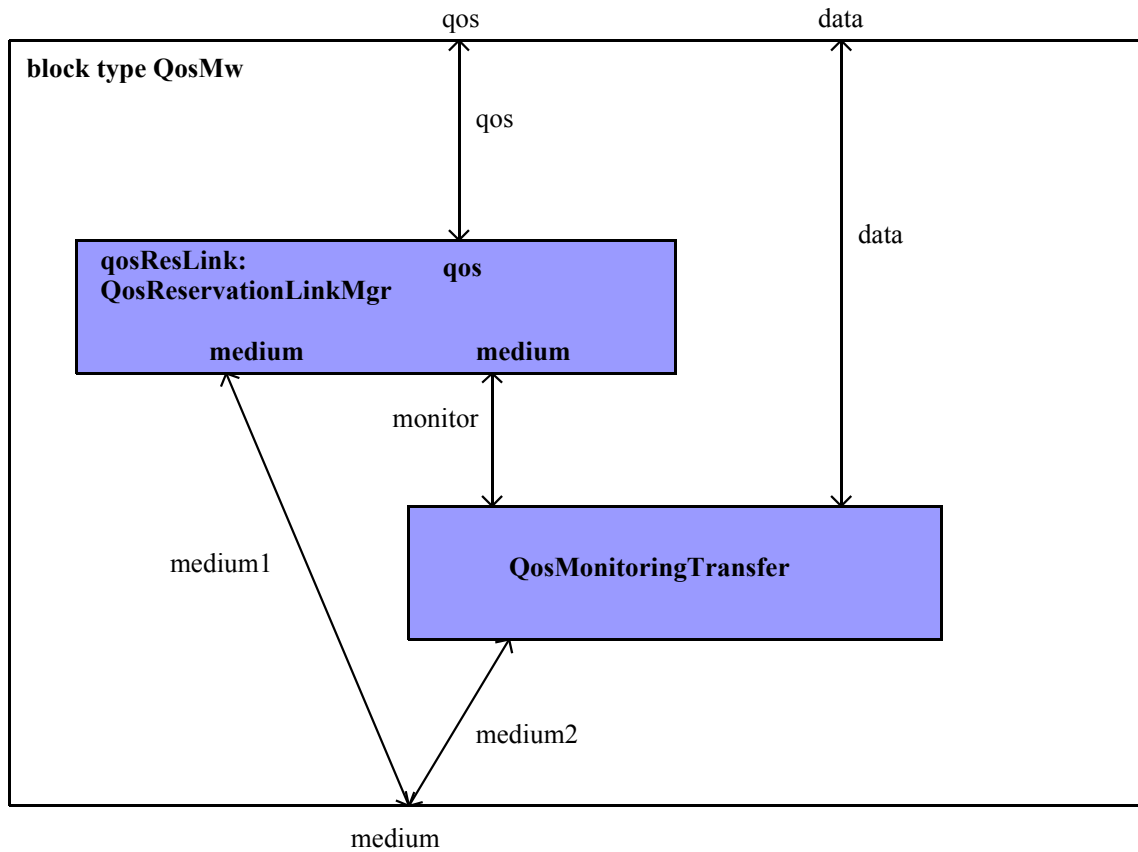 qos
data
block type QosMw
qos
data
qosResLink:
qos
QosReservationLinkMgr
medium
medium
monitor
medium1
QosMonitoringTransfer
medium2
medium